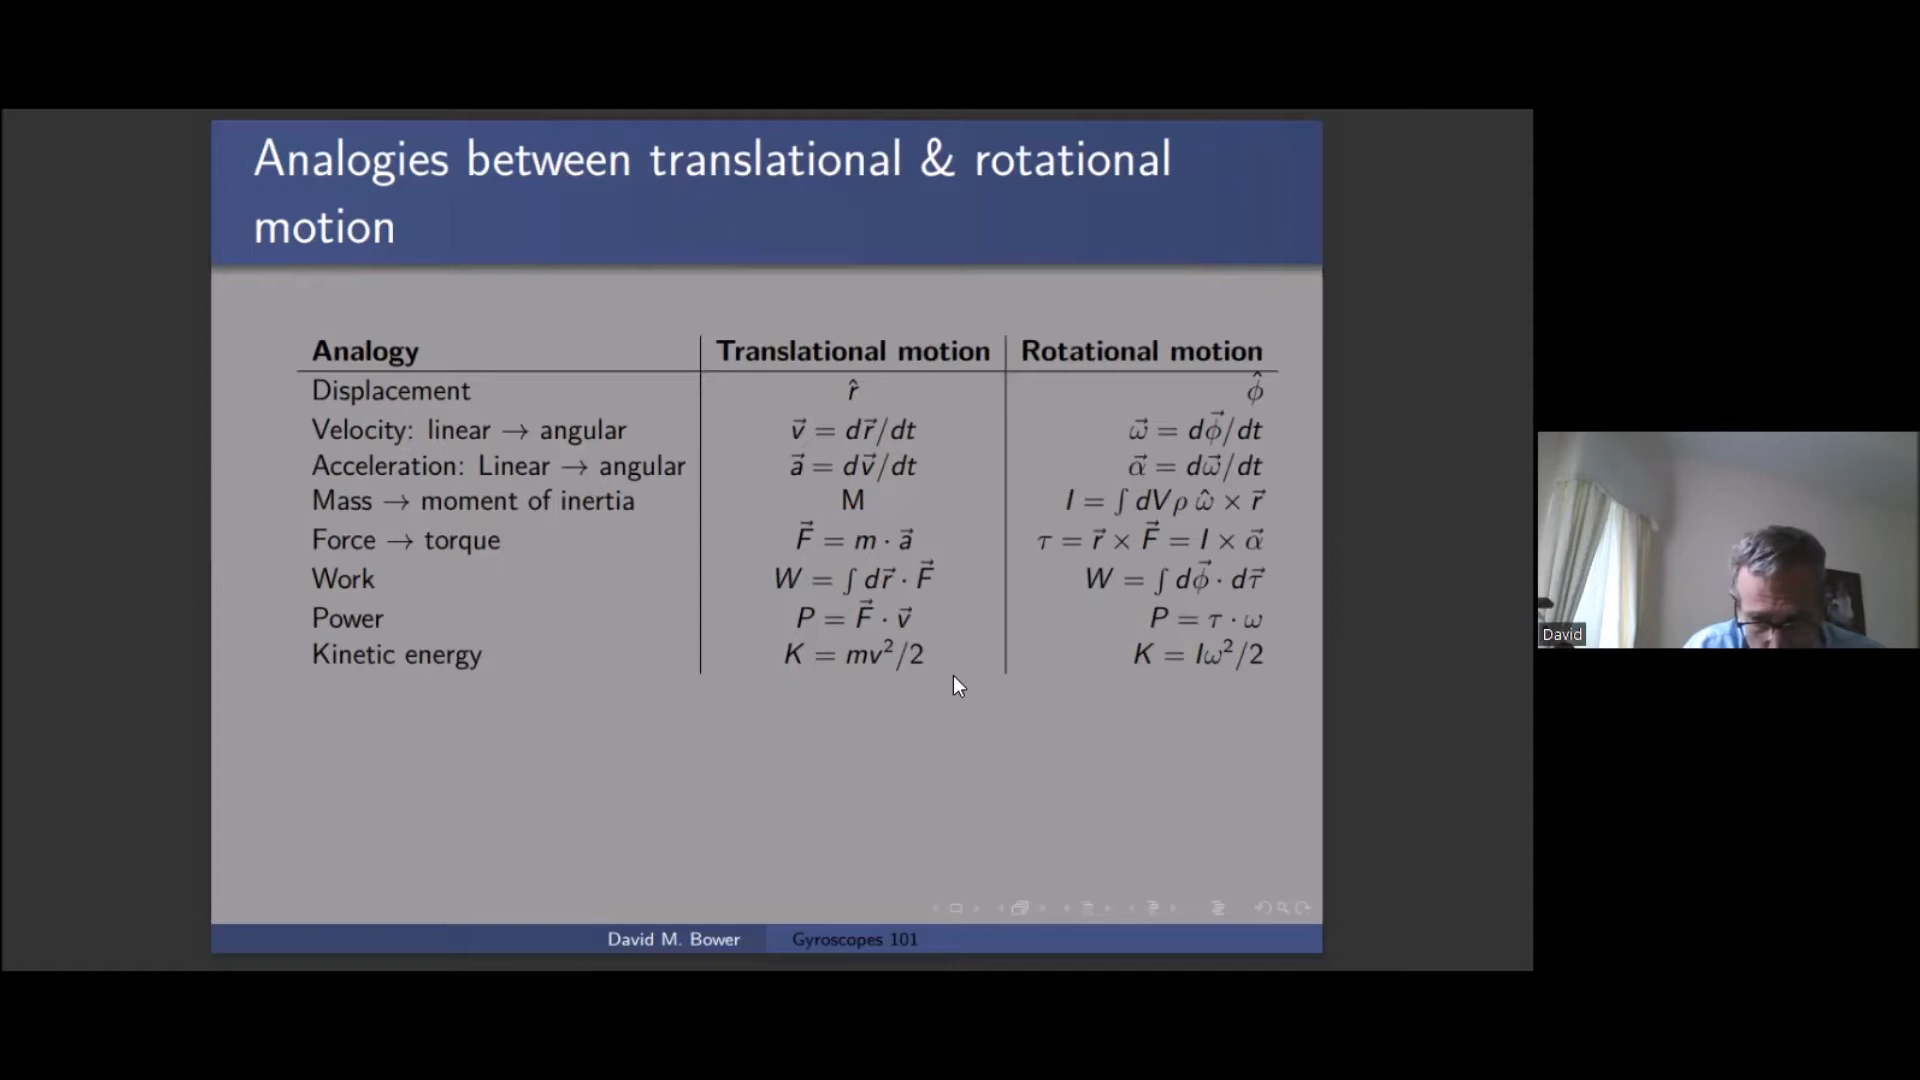 Analogies between translational & rotational
motion
Analogy Translational motion Rotational motion
Displacement r̂ ϕ̂
Velocity: linear → angular v⃗ = dr⃗/dt ω⃗ = dϕ⃗/dt
Acceleration: Linear → angular a⃗ = dv⃗/dt α⃗ = dω⃗/dt
Mass → moment of inertia M I = ∫ dVρ ω̂ × r⃗
Force → torque F⃗ = m · a⃗ τ = r⃗ × F⃗ = I × α⃗
Work W = ∫ dr⃗ · F⃗ W = ∫ dϕ⃗ · dτ⃗
Power P = F⃗ · v⃗ P = τ · ω
Kinetic energy K = mv²/2 K = Iω²/2
David M. Bower Gyroscopes 101
David